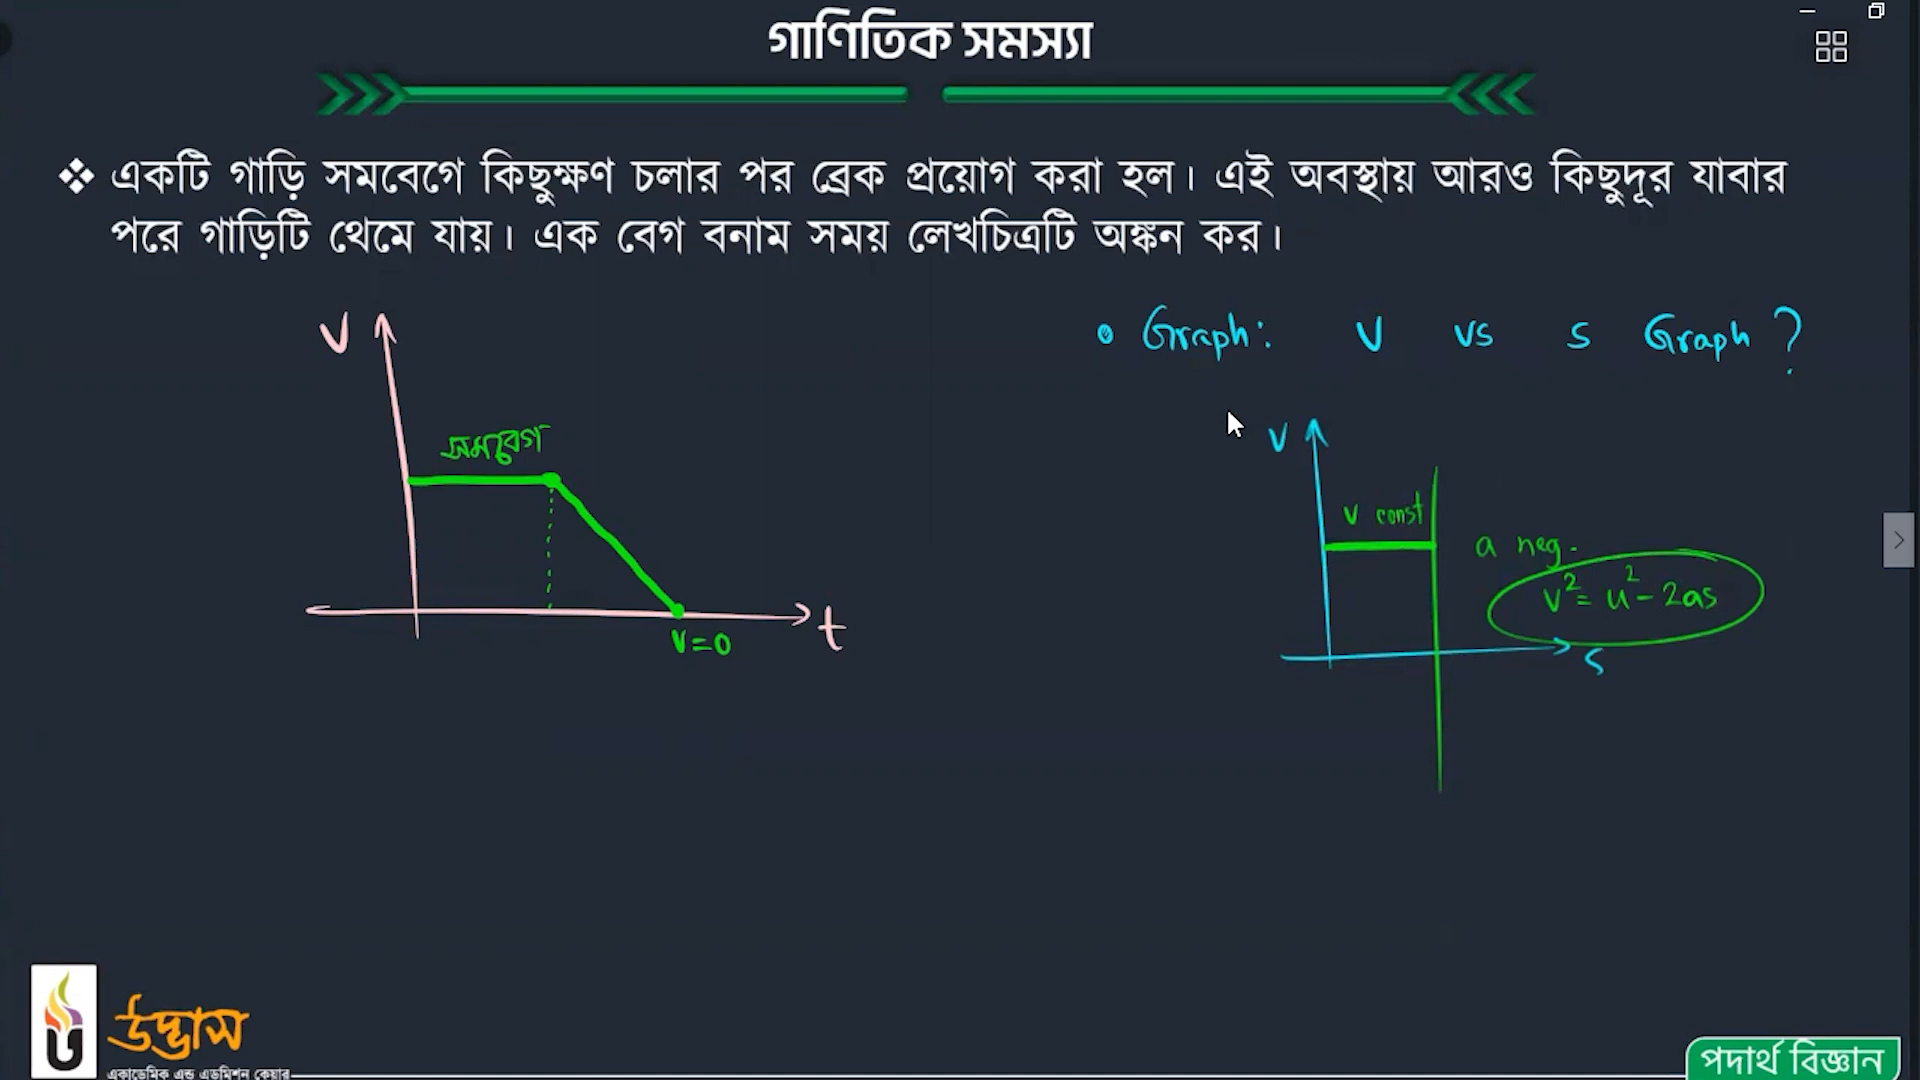 গাণিতিক সমস্যা
❖ একটি গাড়ি সমবেগে কিছুক্ষণ চলার পর ব্রেক প্রয়োগ করা হল। এই অবস্থায় আরও কিছুদূর যাবার
পরে গাড়িটি থেমে যায়। এক বেগ বনাম সময় লেখচিত্রটি অঙ্কন কর।
• Graph: V vs s Graph ?
V
সমবেগ
v=0
t
V
v const
a neg.
v²= u²- 2as
s
উদ্ভাস
একাডেমিক এন্ড এডমিশন কেয়ার
পদার্থ বিজ্ঞান